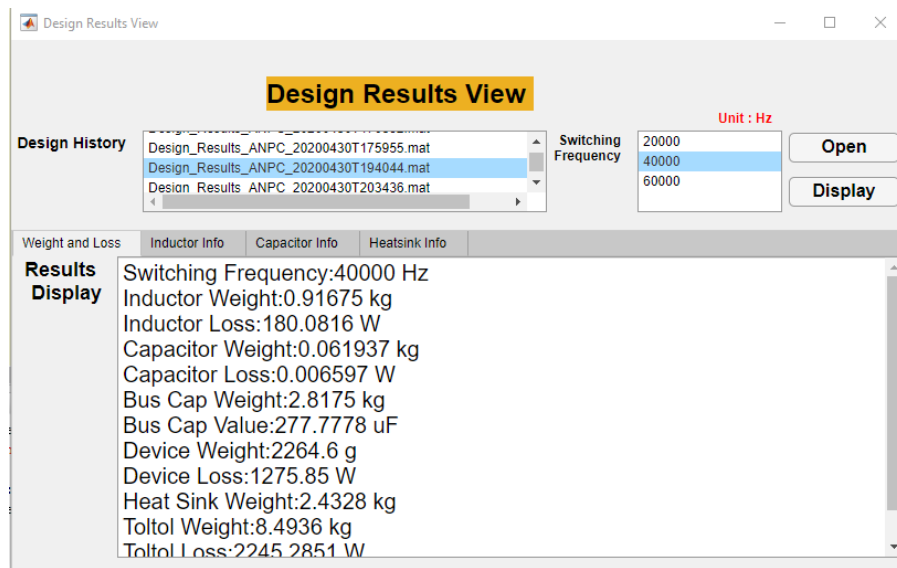 Design Results View
Design Results View
Unit : Hz
Design History
Design_Results_ANPC_20200430T175955.mat
Design_Results_ANPC_20200430T194044.mat
Design_Results_ANPC_20200430T203436.mat
Switching
Frequency
20000
40000
60000
Open
Display
Weight and Loss
Inductor Info
Capacitor Info
Heatsink Info
Results
Display
Switching Frequency:40000 Hz
Inductor Weight:0.91675 kg
Inductor Loss:180.0816 W
Capacitor Weight:0.061937 kg
Capacitor Loss:0.006597 W
Bus Cap Weight:2.8175 kg
Bus Cap Value:277.7778 uF
Device Weight:2264.6 g
Device Loss:1275.85 W
Heat Sink Weight:2.4328 kg
Toltol Weight:8.4936 kg
Toltol Loss:2245.2851 W